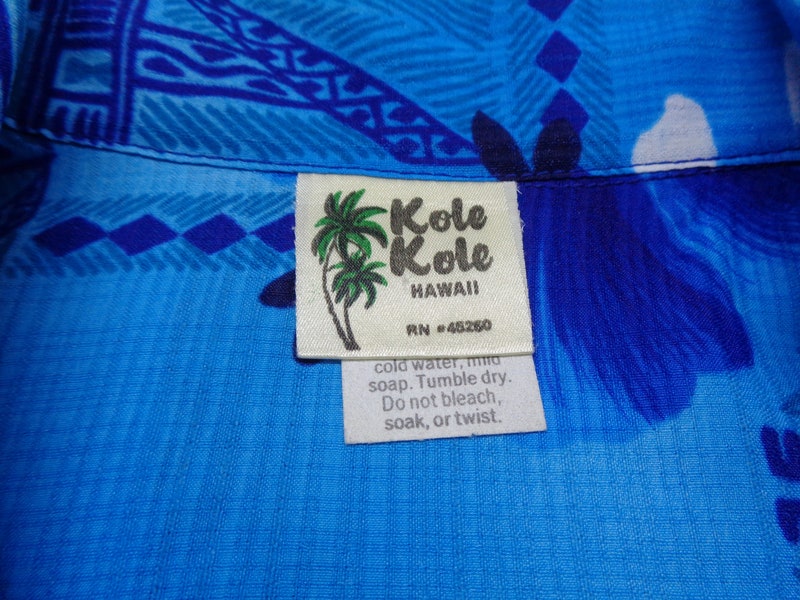 Kole
Kole
HAWAII
RN #45260
cold water, mild
soap. Tumble dry.
Do not bleach,
soak, or twist.